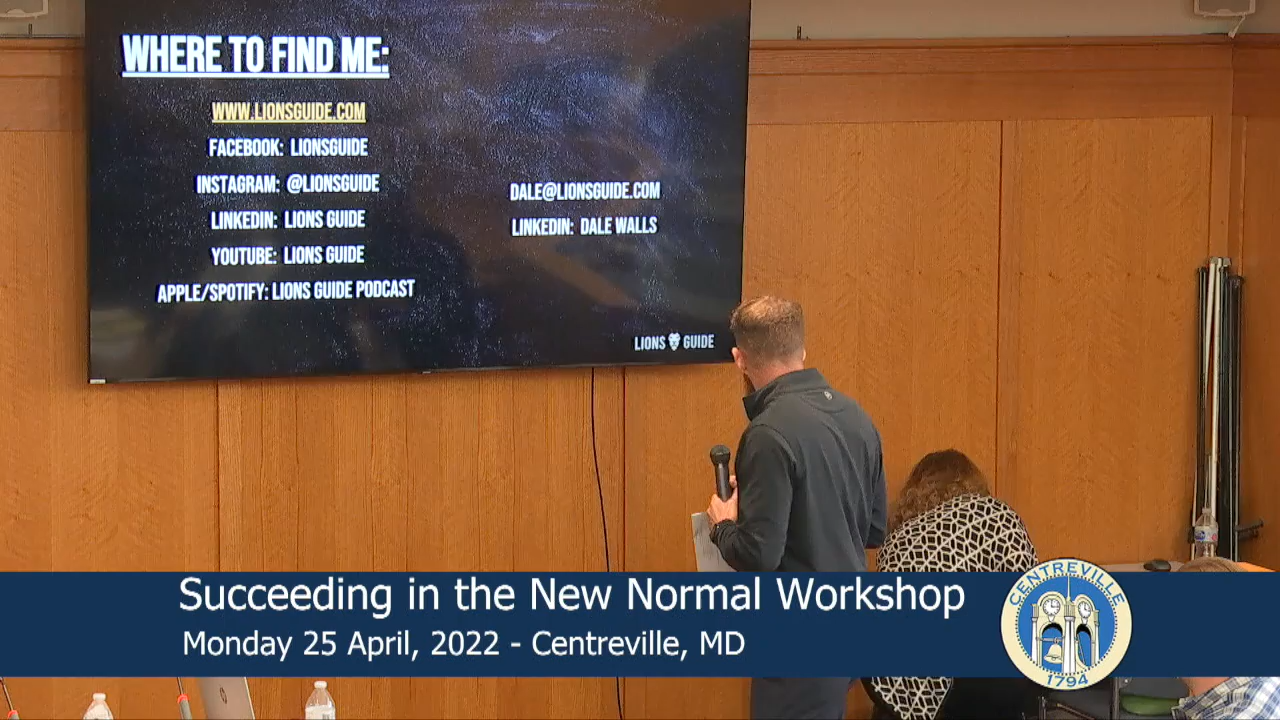 WHERE TO FIND ME:
WWW.LIONSGUIDE.COM
FACEBOOK: LIONSGUIDE
INSTAGRAM: @LIONSGUIDE
LINKEDIN: LIONS GUIDE
YOUTUBE: LIONS GUIDE
APPLE/SPOTIFY: LIONS GUIDE PODCAST
DALE@LIONSGUIDE.COM
LINKEDIN: DALE WALLS
LIONS GUIDE
Succeeding in the New Normal Workshop
Monday 25 April, 2022 - Centreville, MD
CENTREVILLE
1794